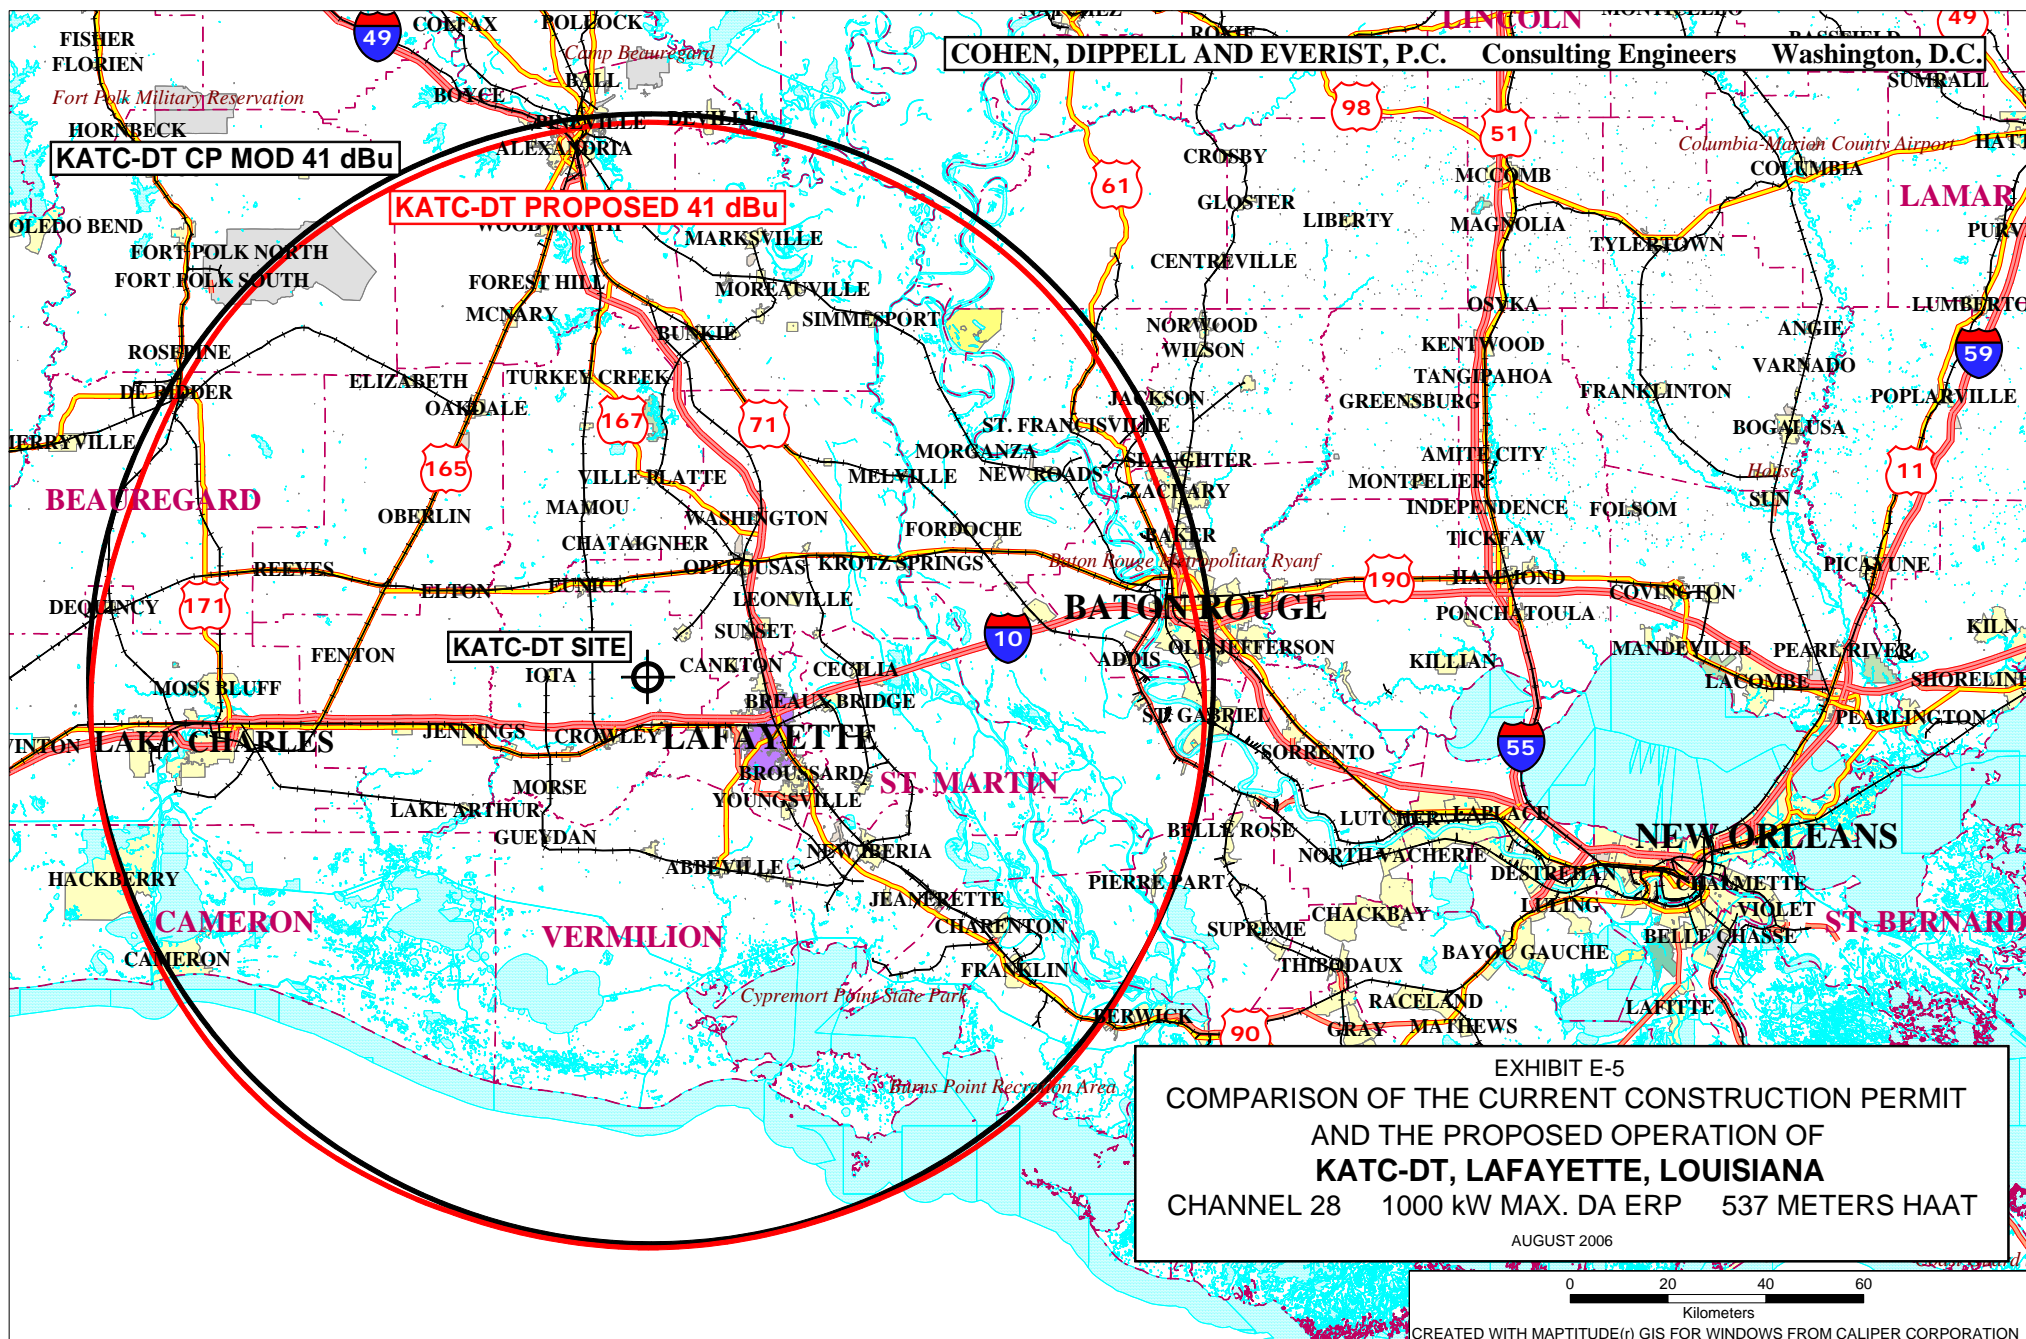 COLFAX
POLLOCK
LINCOLN
49
49
FISHER
FLORIEN
Camp Beauregard
BALL
COHEN, DIPPELL AND EVERIST, P.C. Consulting Engineers Washington, D.C.
SUMRALL
Fort Polk Military Reservation
BOYCE
HORNBECK
PINEVILLE
DEVILLE
98
51
ALEXANDRIA
CROSBY
Columbia-Marion County Airport
KATC-DT CP MOD 41 dBu
MCCOMB
COLUMBIA
61
LAMAR
KATC-DT PROPOSED 41 dBu
GLOSTER
LIBERTY
MAGNOLIA
WOODWORTH
MARKSVILLE
TYLERTOWN
FORT POLK NORTH
FORT POLK SOUTH
CENTREVILLE
FOREST HILL
MOREAUVILLE
MCNARY
SIMMESPORT
OSYKA
BUNKIE
NORWOOD
WILSON
ANGIE
KENTWOOD
59
ROSEPINE
VARNADO
ELIZABETH
TURKEY CREEK
TANGIPAHOA
DE RIDDER
OAKDALE
JACKSON
GREENSBURG
FRANKLINTON
POPLARVILLE
167
71
ST. FRANCISVILLE
BOGALUSA
MORGANZA
SLAUGHTER
AMITE CITY
165
VILLE PLATTE
MELVILLE
NEW ROADS
MONTPELIER
House
11
BEAUREGARD
ZACHARY
SUN
MAMOU
OBERLIN
WASHINGTON
INDEPENDENCE
FOLSOM
FORDOCHE
BAKER
TICKFAW
CHATAIGNIER
Baton Rouge Metropolitan Ryanf
REEVES
OPELOUSAS
KROTZ SPRINGS
PICAYUNE
ELTON
EUNICE
190
HAMMOND
COVINGTON
DEQUINCY
171
LEONVILLE
BATON ROUGE
PONCHATOULA
10
KILN
SUNSET
KATC-DT SITE
OLD JEFFERSON
MANDEVILLE
PEARL RIVER
FENTON
CANKTON
CECILIA
ADDIS
KILLIAN
IOTA
LACOMBE
MOSS BLUFF
BREAUX BRIDGE
ST. GABRIEL
PEARLINGTON
JENNINGS
CROWLEY
LAFAYETTE
LAKE CHARLES
SORRENTO
55
BROUSSARD
ST. MARTIN
MORSE
YOUNGSVILLE
LAKE ARTHUR
LUTCHER
LAPLACE
GUEYDAN
BELLE ROSE
NEW ORLEANS
NEW IBERIA
NORTH VACHERIE
ABBEVILLE
DESTREHAN
HACKBERRY
PIERRE PART
CHALMETTE
JEANERETTE
LULING
VIOLET
CAMERON
CHARENTON
CHACKBAY
SUPREME
ST. BERNARD
VERMILION
BELLE CHASSE
CAMERON
FRANKLIN
THIBODAUX
BAYOU GAUCHE
Cypremort Point State Park
RACELAND
LAFITTE
BERWICK
90
GRAY
MATHEWS
Burns Point Recreation Area
EXHIBIT E-5
COMPARISON OF THE CURRENT CONSTRUCTION PERMIT
AND THE PROPOSED OPERATION OF
KATC-DT, LAFAYETTE, LOUISIANA
CHANNEL 28 1000 kW MAX. DA ERP 537 METERS HAAT
AUGUST 2006
0 20 40 60
Kilometers
CREATED WITH MAPTITUDE(r) GIS FOR WINDOWS FROM CALIPER CORPORATION